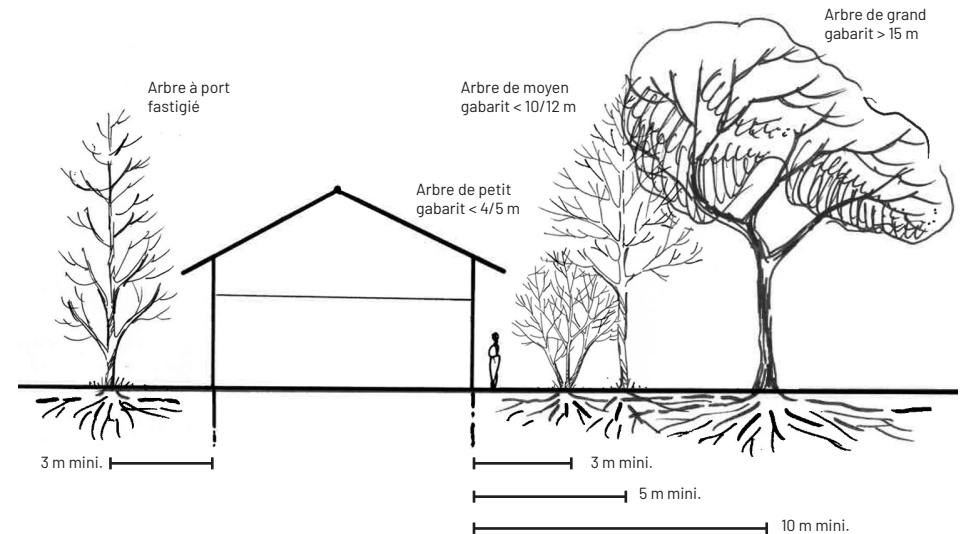 Arbre de grand
gabarit > 15 m
Arbre à port
fastigié
Arbre de moyen
gabarit < 10/12 m
Arbre de petit
gabarit < 4/5 m
3 m mini.
3 m mini.
5 m mini.
10 m mini.